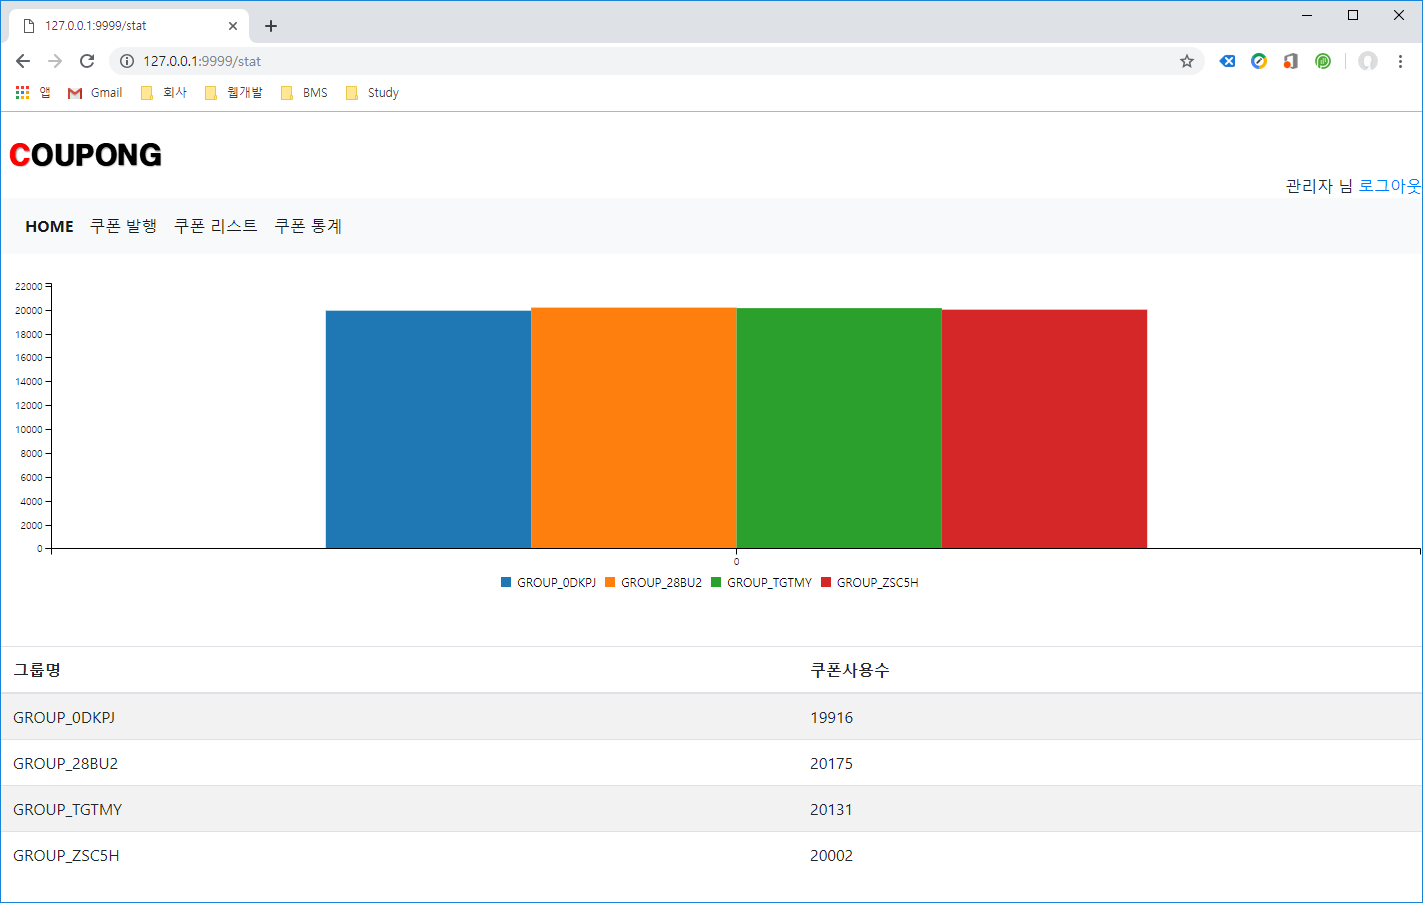 127.0.0.1:9999/stat
127.0.0.1:9999/stat
앱 Gmail 회사 웹개발 BMS Study
COUPONG
관리자 님 로그아웃
HOME 쿠폰 발행 쿠폰 리스트 쿠폰 통계
22000
20000
18000
16000
14000
12000
10000
8000
6000
4000
2000
0
0
GROUP_0DKPJ GROUP_28BU2 GROUP_TGTMY GROUP_ZSC5H
그룹명 쿠폰사용수
GROUP_0DKPJ 19916
GROUP_28BU2 20175
GROUP_TGTMY 20131
GROUP_ZSC5H 20002